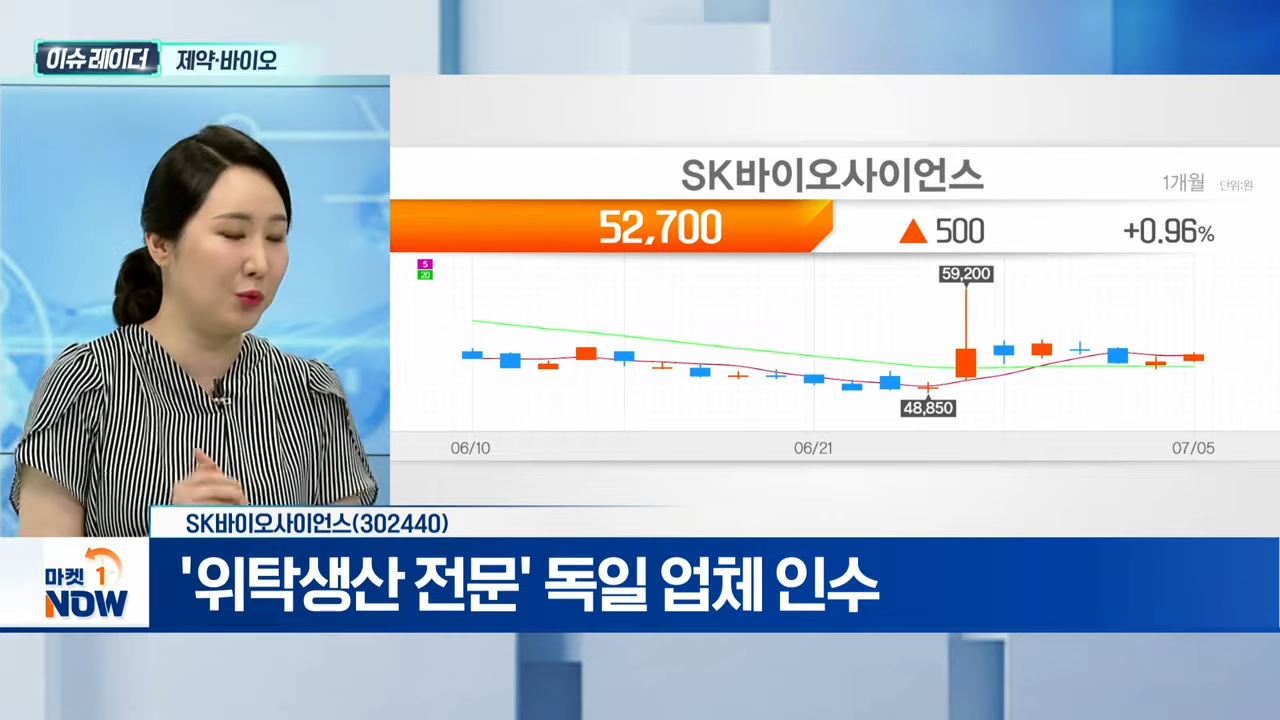 이슈 레이더 제약·바이오
SK바이오사이언스
1개월 단위:원
52,700 ▲ 500 +0.96%
5
20
59,200
48,850
06/10 06/21 07/05
SK바이오사이언스(302440)
마켓 1
NOW
'위탁생산 전문' 독일 업체 인수